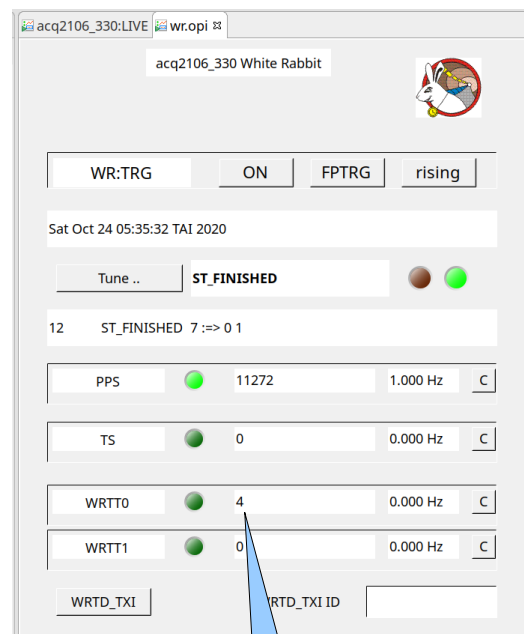 acq2106_330:LIVE wr.opi
acq2106_330 White Rabbit
WR:TRG ON FPTRG rising
Sat Oct 24 05:35:32 TAI 2020
Tune .. ST_FINISHED
12 ST_FINISHED 7 :=> 0 1
PPS 11272 1.000 Hz C
TS 0 0.000 Hz C
WRTT0 4 0.000 Hz C
WRTT1 0 0.000 Hz C
WRTD_TXI RTD_TXI ID